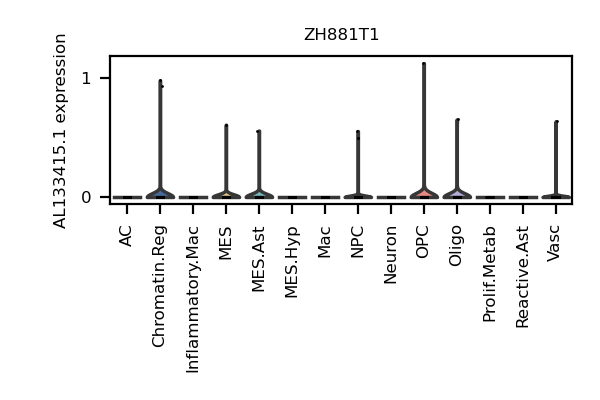 ZH881T1
AL133415.1 expression
1
0
AC
Chromatin.Reg
Inflammatory.Mac
MES
MES.Ast
MES.Hyp
Mac
NPC
Neuron
OPC
Oligo
Prolif.Metab
Reactive.Ast
Vasc